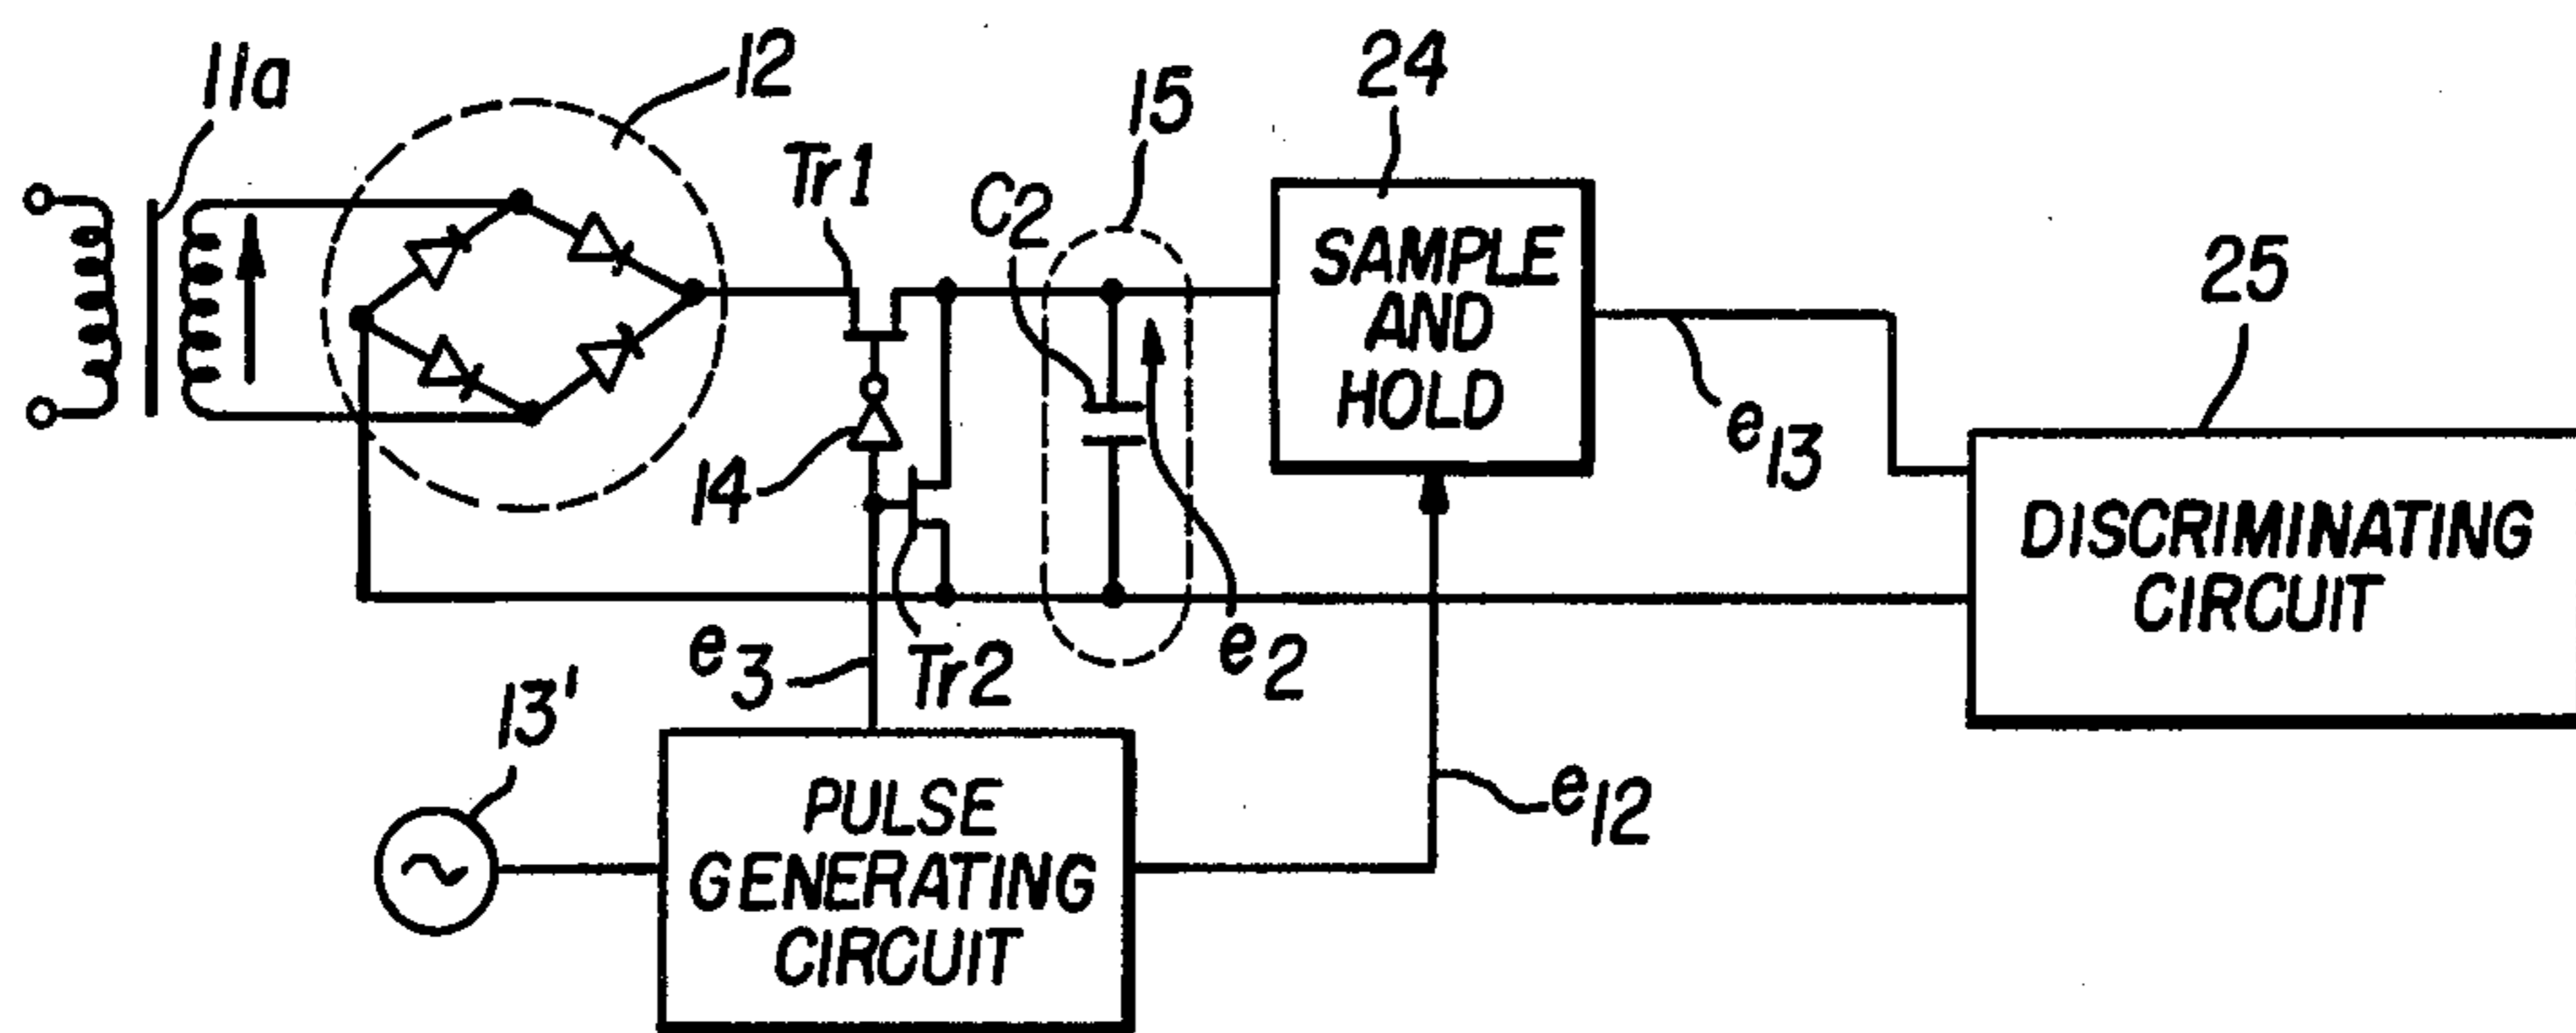 11a
12
Tr1
C2
15
24
SAMPLE
AND
HOLD
25
e13
14
DISCRIMINATING
CIRCUIT
e3
Tr2
e2
13'
PULSE
GENERATING
CIRCUIT
e12